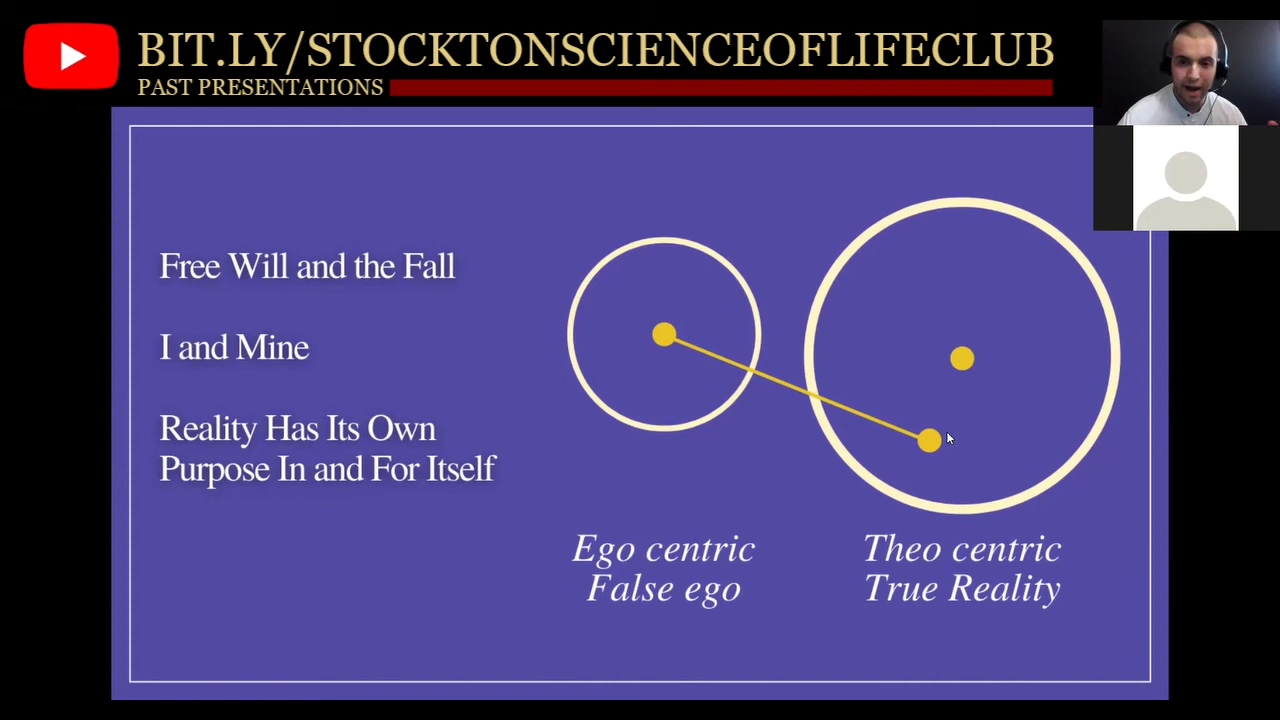 BIT.LY/STOCKTONSCIENCEOFLIFECLUB
PAST PRESENTATIONS
Free Will and the Fall
I and Mine
Reality Has Its Own
Purpose In and For Itself
Ego centric
False ego
Theo centric
True Reality